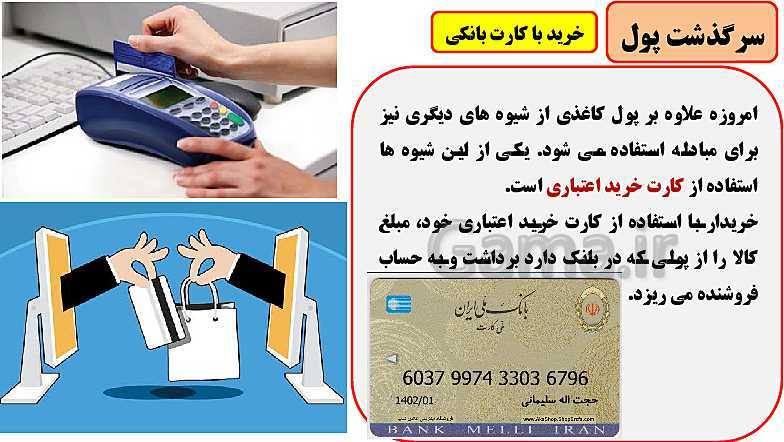 سرگذشت پول
خرید با کارت بانکی
امروزه علاوه بر پول کاغذی از شیوه های دیگری نیز
برای مبادله استفاده می شود. یکی از این شیوه ها
استفاده از کارت خرید اعتباری است.
خریدار با استفاده از کارت خرید اعتباری خود، مبلغ
کالا را از پولی که در بانک دارد برداشت و به حساب
فروشنده می ریزد.
Gama.ir
بانک ملی ایران
ملی کارت
6037 9974 3303 6796
1402/01
حجت اله سلیمانی
BANK MELLI IRAN